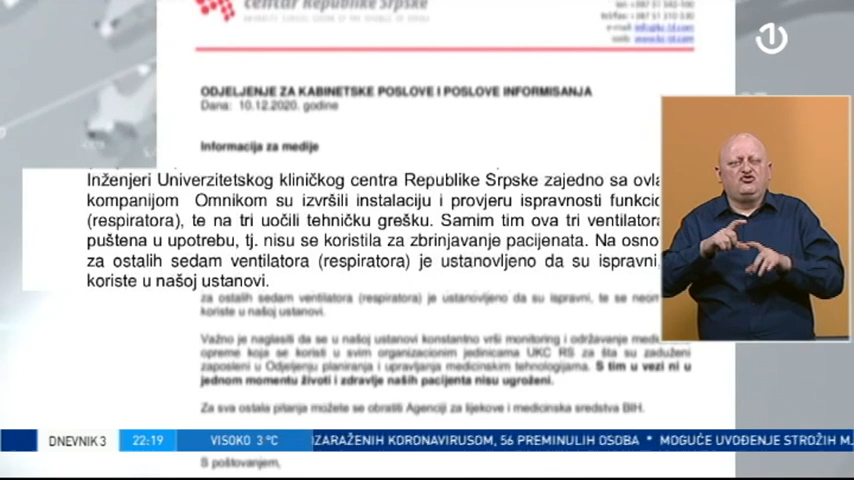 centar Republike Srpske
ODJELJENJE ZA KABINETSKE POSLOVE I POSLOVE INFORMISANJA
Dana: 10.12.2020. godine
Informacija za medije
Inženjeri Univerzitetskog kliničkog centra Republike Srpske zajedno sa ovla
kompanijom Omnikom su izvršili instalaciju i provjeru ispravnosti funkcio
(respiratora), te na tri uočili tehničku grešku. Samim tim ova tri ventilatora
puštena u upotrebu, tj. nisu se koristila za zbrinjavanje pacijenata. Na osno
za ostalih sedam ventilatora (respiratora) je ustanovljeno da su ispravni,
koriste u našoj ustanovi.
za ostalih sedam ventilatora (respiratora) je ustanovljeno da su ispravni, te se
koriste u našoj ustanovi.
Važno je naglasiti da se u našoj ustanovi konstantno vrši monitoring i održavanje
opreme koja se koristi u svim organizacionim jedinicama UKC RS za šta su zaduženi
zaposleni u Odjeljenju planiranja i upravljanja medicinskim tehnologijama. S tim u vezi ni u
jednom momentu životi i zdravlje naših pacijenta nisu ugroženi.
Za sva ostala pitanja možete se obratiti Agenciji za lijekove i medicinska sredstva BIH.
DNEVNIK 3 22:19 VISOKO 3 °C IZARAŽENIH KORONAVIRUSOM, 56 PREMINULIH OSOBA * MOGUĆE UVOĐENJE STROŽIH M
S poštovanjem,